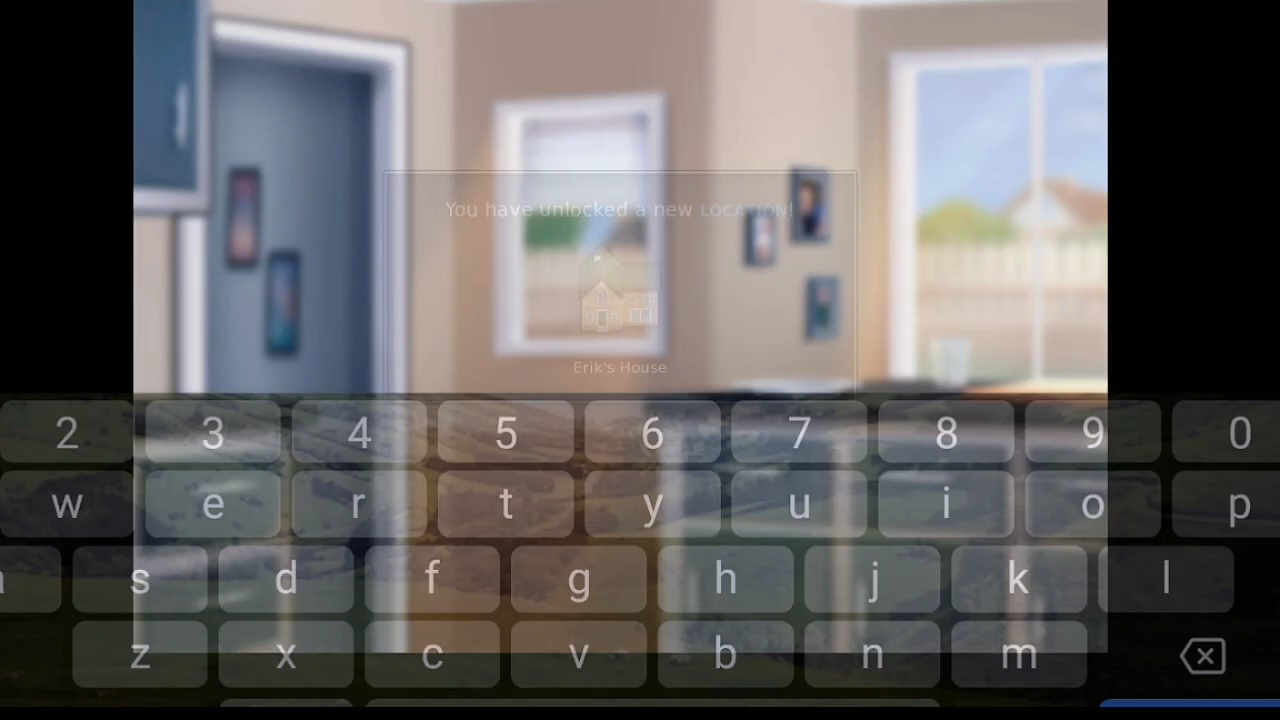 You have unlocked a new LOCATION!
Erik's House
2 3 4 5 6 7 8 9 0
w e r t y u i o p
a s d f g h j k l
z x c v b n m